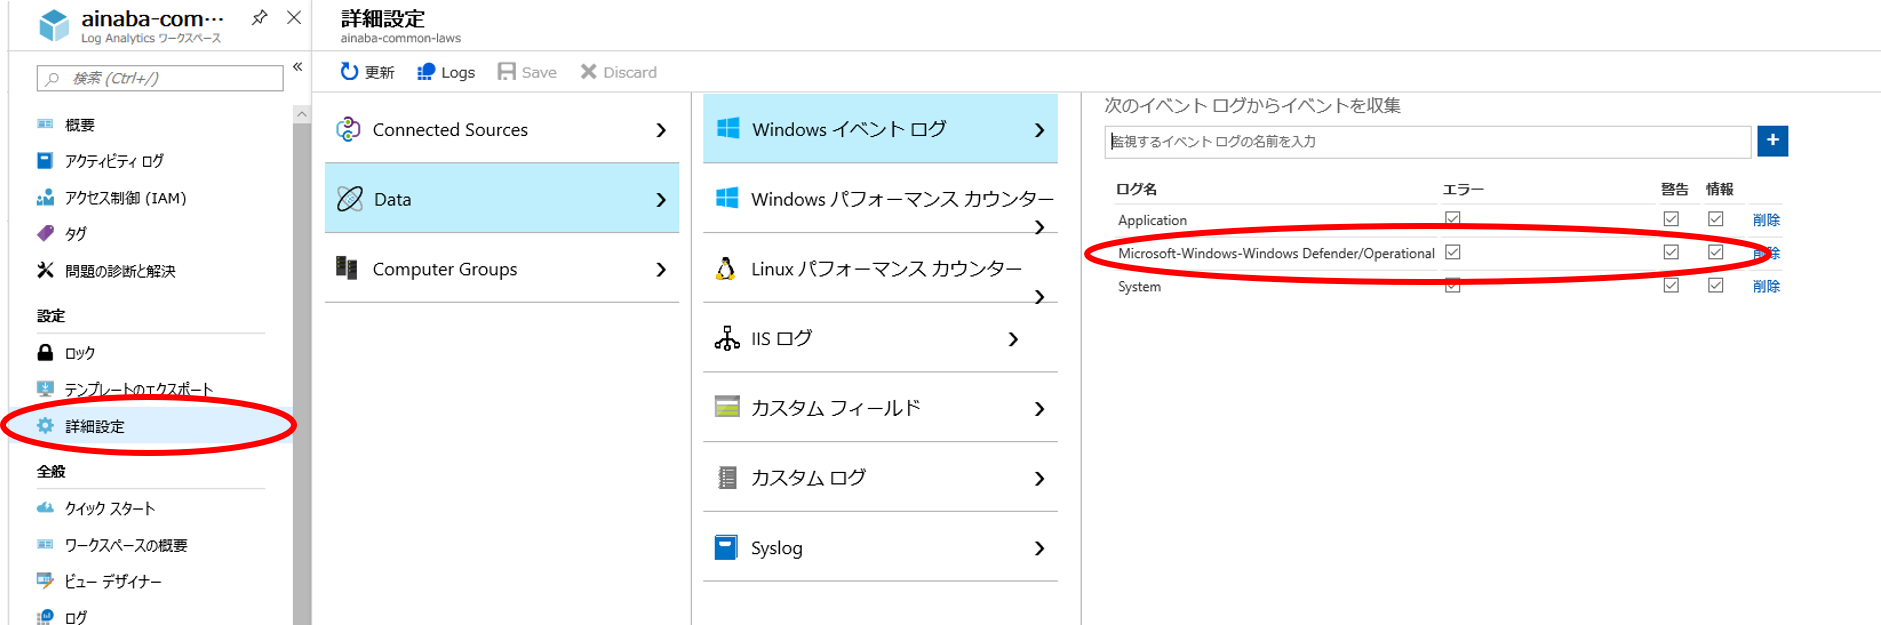 ainaba-com…
Log Analytics ワークスペース
検索 (Ctrl+/)
概要
アクティビティ ログ
アクセス制御 (IAM)
タグ
問題の診断と解決
設定
ロック
テンプレートのエクスポート
詳細設定
全般
クイック スタート
ワークスペースの概要
ビュー デザイナー
ログ
詳細設定
ainaba-common-laws
更新 Logs Save Discard
Connected Sources
Data
Computer Groups
Windows イベント ログ
Windows パフォーマンス カウンター
Linux パフォーマンス カウンター
IIS ログ
カスタム フィールド
カスタム ログ
Syslog
次のイベント ログからイベントを収集
監視するイベント ログの名前を入力
ログ名 エラー 警告 情報
Application 削除
Microsoft-Windows-Windows Defender/Operational 削除
System 削除